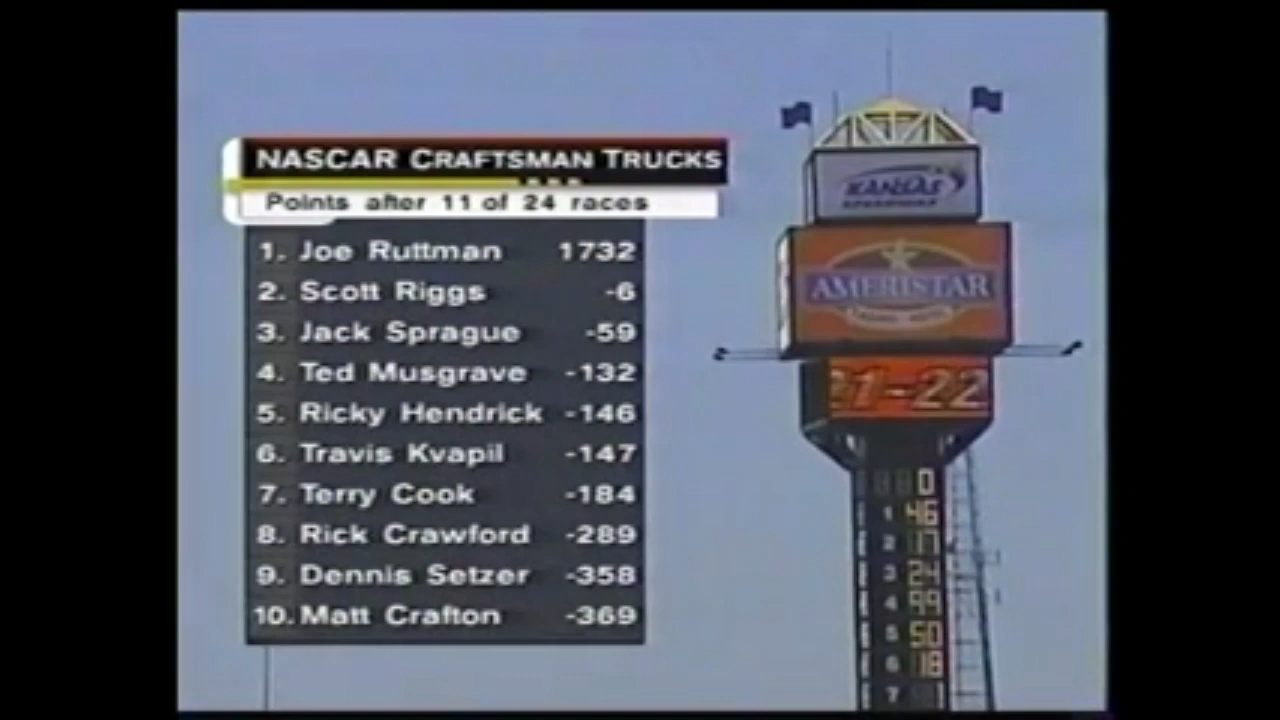 NASCAR CRAFTSMAN TRUCKS
Points after 11 of 24 races
1. Joe Ruttman 1732
2. Scott Riggs -6
3. Jack Sprague -59
4. Ted Musgrave -132
5. Ricky Hendrick -146
6. Travis Kvapil -147
7. Terry Cook -184
8. Rick Crawford -289
9. Dennis Setzer -358
10. Matt Crafton -369
KANSAS
SPEEDWAY
AMERISTAR
21-22
0
1 46
2 17
3 24
4 99
5 50
6 18
7 1